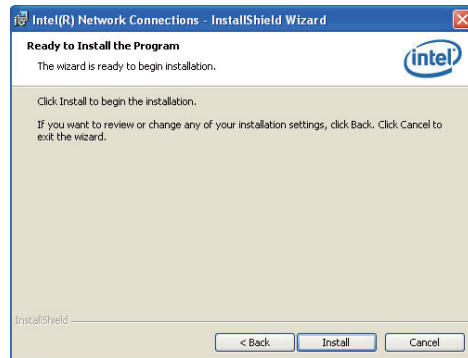 Intel(R) Network Connections - InstallShield Wizard
Ready to Install the Program
The wizard is ready to begin installation.
intel
Click Install to begin the installation.
If you want to review or change any of your installation settings, click Back. Click Cancel to
exit the wizard.
InstallShield
< Back
Install
Cancel